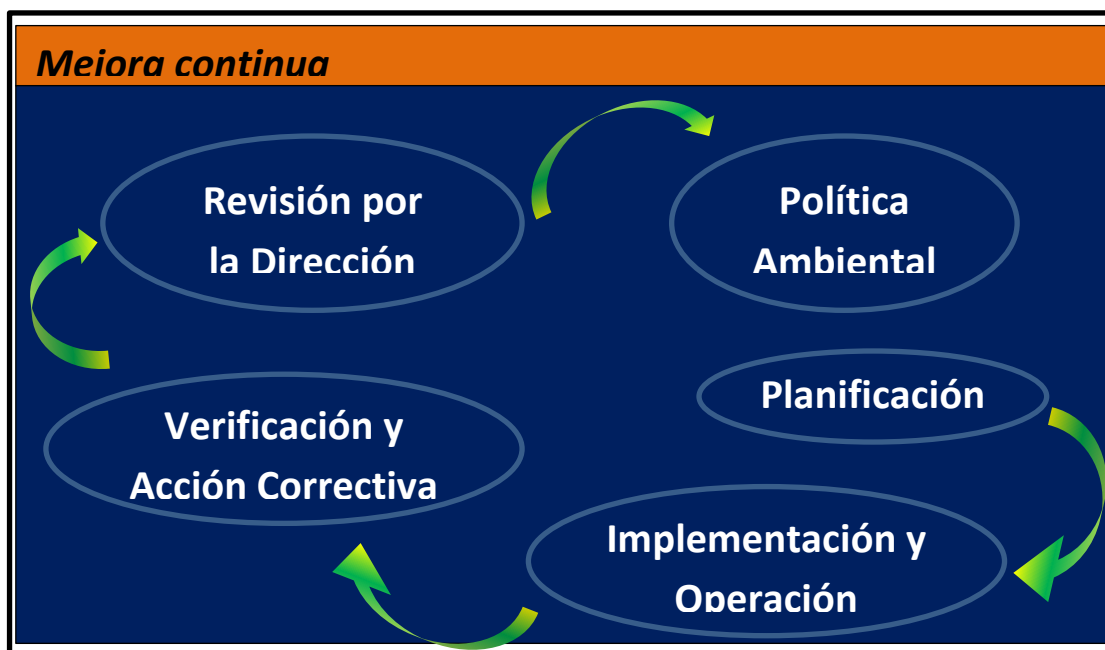 Mejora continua
Revisión por
la Dirección
Política
Ambiental
Planificación
Verificación y
Acción Correctiva
Implementación y
Operación